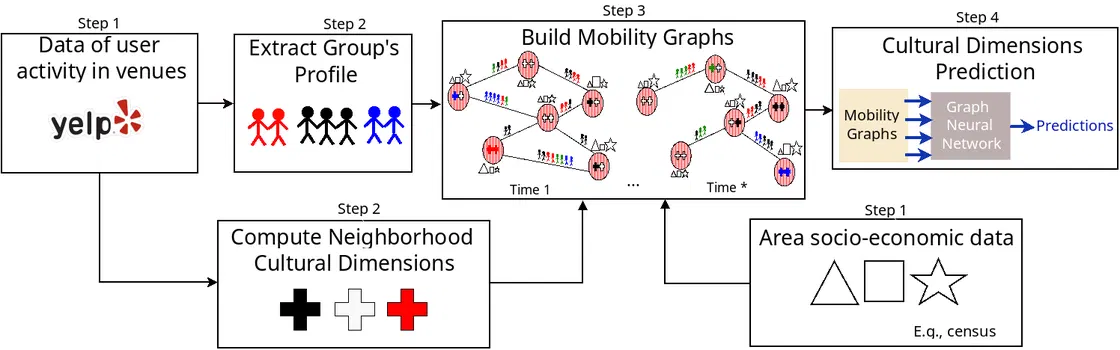 Step 1
Data of user
activity in venues
yelp
Step 2
Extract Group's
Profile
Step 3
Build Mobility Graphs
Time 1
...
Time *
Step 4
Cultural Dimensions
Prediction
Mobility
Graphs
Graph
Neural
Network
Predictions
Step 2
Compute Neighborhood
Cultural Dimensions
Step 1
Area socio-economic data
E.g., census